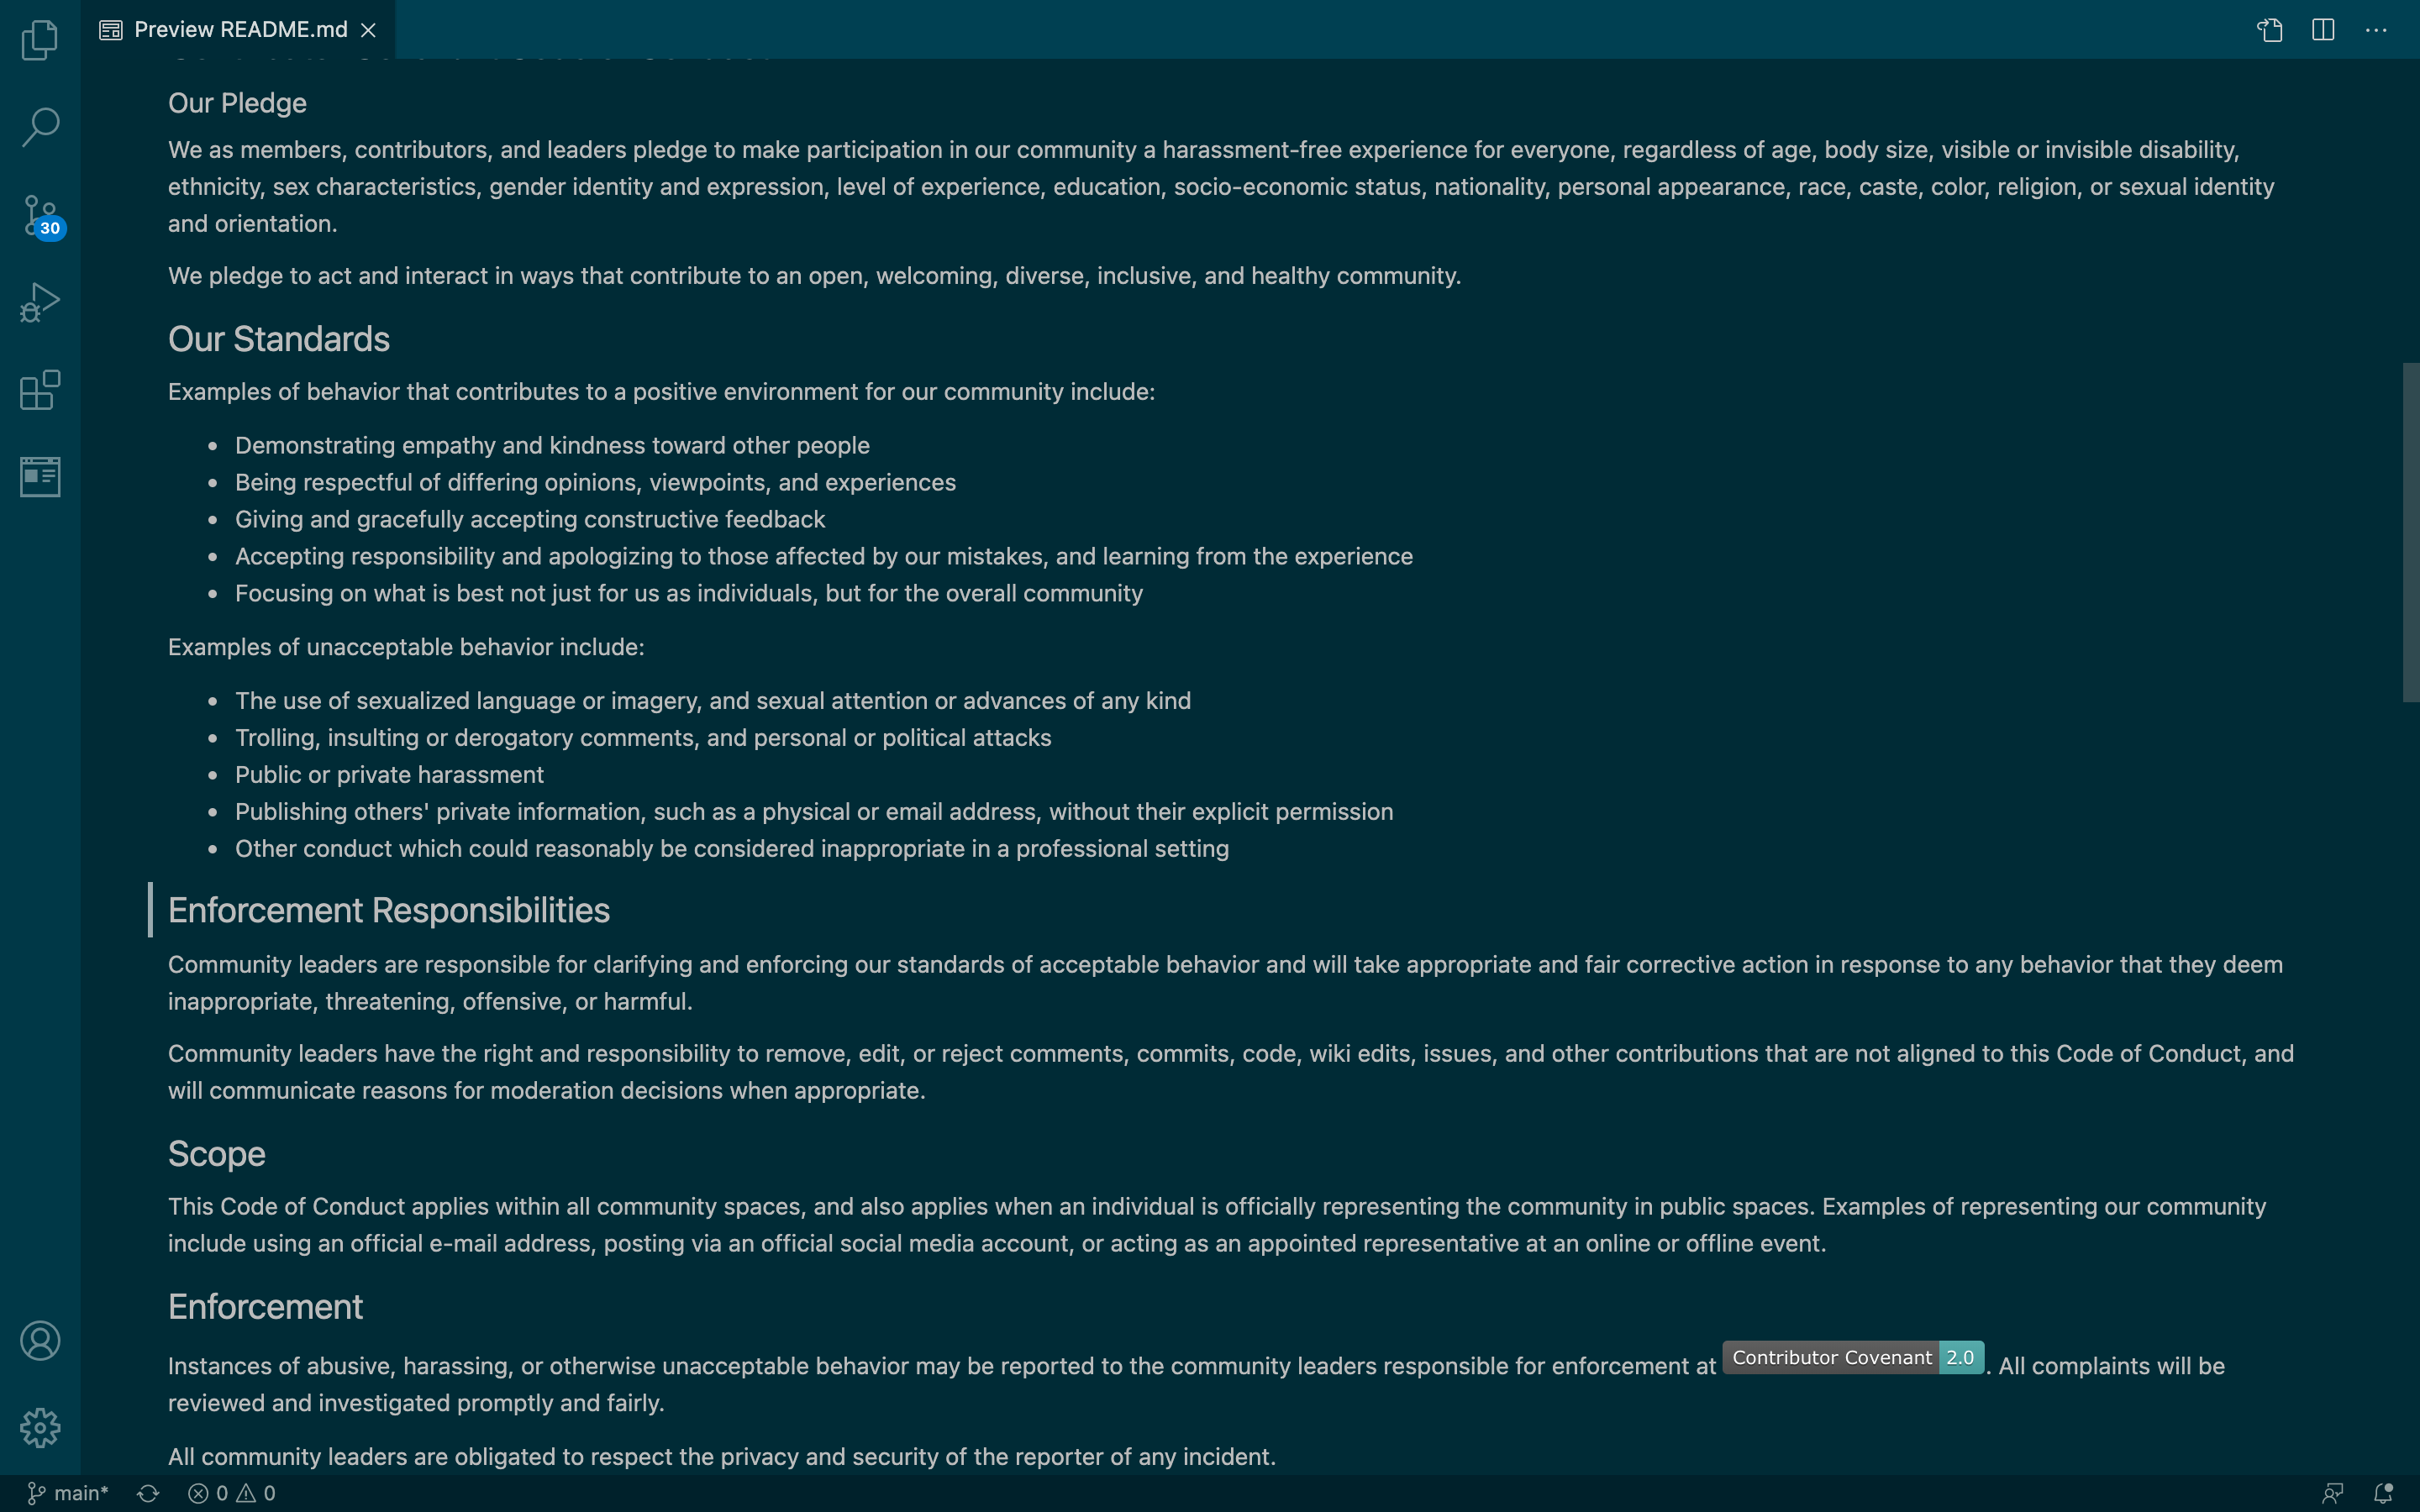 Preview README.md
Our Pledge
We as members, contributors, and leaders pledge to make participation in our community a harassment-free experience for everyone, regardless of age, body size, visible or invisible disability,
ethnicity, sex characteristics, gender identity and expression, level of experience, education, socio-economic status, nationality, personal appearance, race, caste, color, religion, or sexual identity
and orientation.
We pledge to act and interact in ways that contribute to an open, welcoming, diverse, inclusive, and healthy community.
Our Standards
Examples of behavior that contributes to a positive environment for our community include:
• Demonstrating empathy and kindness toward other people
• Being respectful of differing opinions, viewpoints, and experiences
• Giving and gracefully accepting constructive feedback
• Accepting responsibility and apologizing to those affected by our mistakes, and learning from the experience
• Focusing on what is best not just for us as individuals, but for the overall community
Examples of unacceptable behavior include:
• The use of sexualized language or imagery, and sexual attention or advances of any kind
• Trolling, insulting or derogatory comments, and personal or political attacks
• Public or private harassment
• Publishing others' private information, such as a physical or email address, without their explicit permission
• Other conduct which could reasonably be considered inappropriate in a professional setting
Enforcement Responsibilities
Community leaders are responsible for clarifying and enforcing our standards of acceptable behavior and will take appropriate and fair corrective action in response to any behavior that they deem
inappropriate, threatening, offensive, or harmful.
Community leaders have the right and responsibility to remove, edit, or reject comments, commits, code, wiki edits, issues, and other contributions that are not aligned to this Code of Conduct, and
will communicate reasons for moderation decisions when appropriate.
Scope
This Code of Conduct applies within all community spaces, and also applies when an individual is officially representing the community in public spaces. Examples of representing our community
include using an official e-mail address, posting via an official social media account, or acting as an appointed representative at an online or offline event.
Enforcement
Instances of abusive, harassing, or otherwise unacceptable behavior may be reported to the community leaders responsible for enforcement at Contributor Covenant 2.0. All complaints will be
reviewed and investigated promptly and fairly.
All community leaders are obligated to respect the privacy and security of the reporter of any incident.
30
main* 0 0